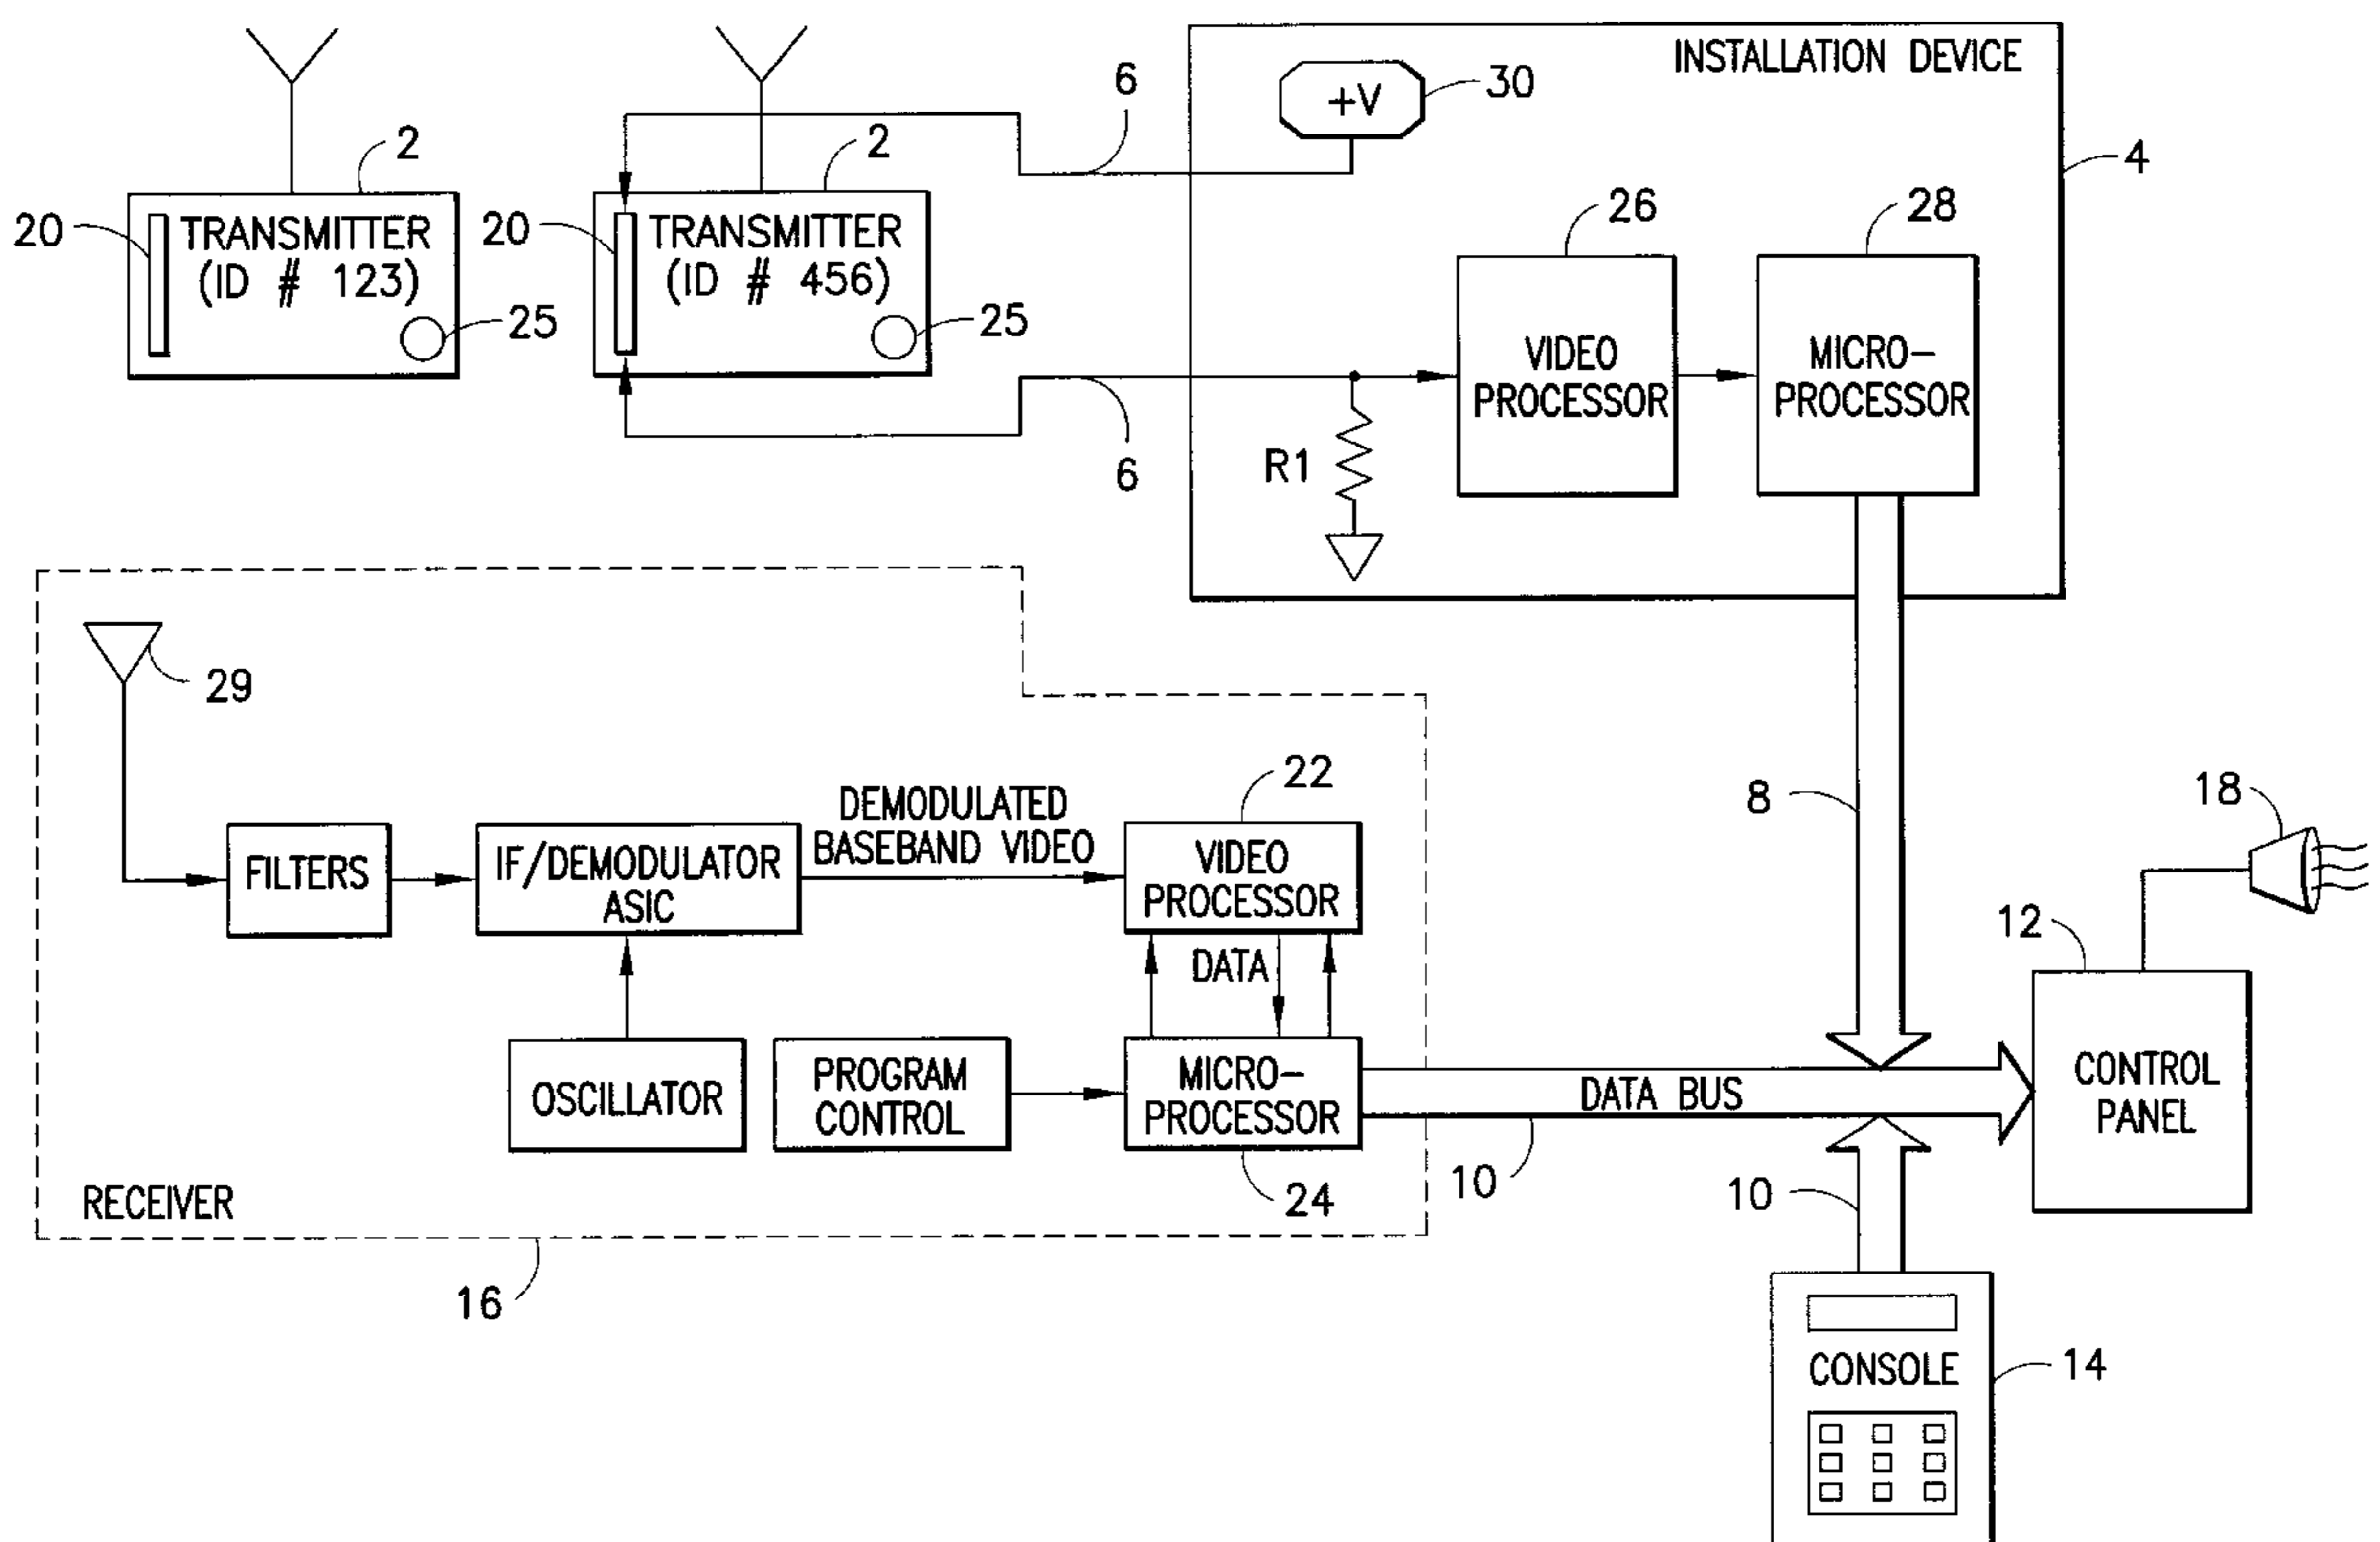 INSTALLATION DEVICE
+V
30
6
4
2
20
TRANSMITTER
(ID # 123)
25
2
20
TRANSMITTER
(ID # 456)
25
6
R1
26
VIDEO
PROCESSOR
28
MICRO-
PROCESSOR
29
FILTERS
IF/DEMODULATOR
ASIC
DEMODULATED
BASEBAND VIDEO
22
VIDEO
PROCESSOR
DATA
OSCILLATOR
PROGRAM
CONTROL
MICRO-
PROCESSOR
24
RECEIVER
16
8
18
12
CONTROL
PANEL
DATA BUS
10
10
CONSOLE
14